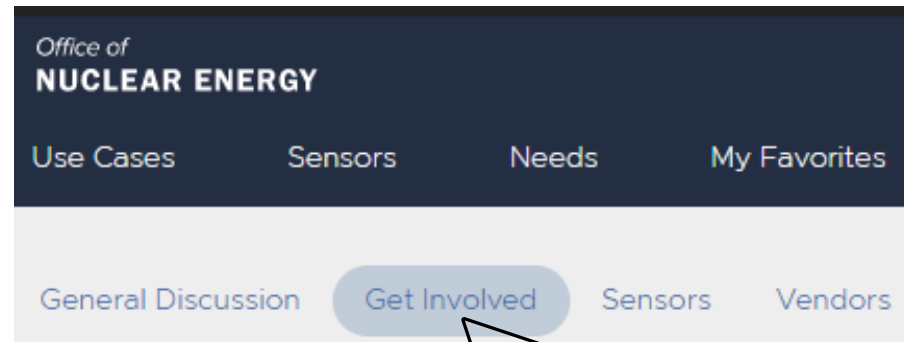 Office of
NUCLEAR ENERGY
Use Cases Sensors Needs My Favorites
General Discussion Get Involved Sensors Vendors